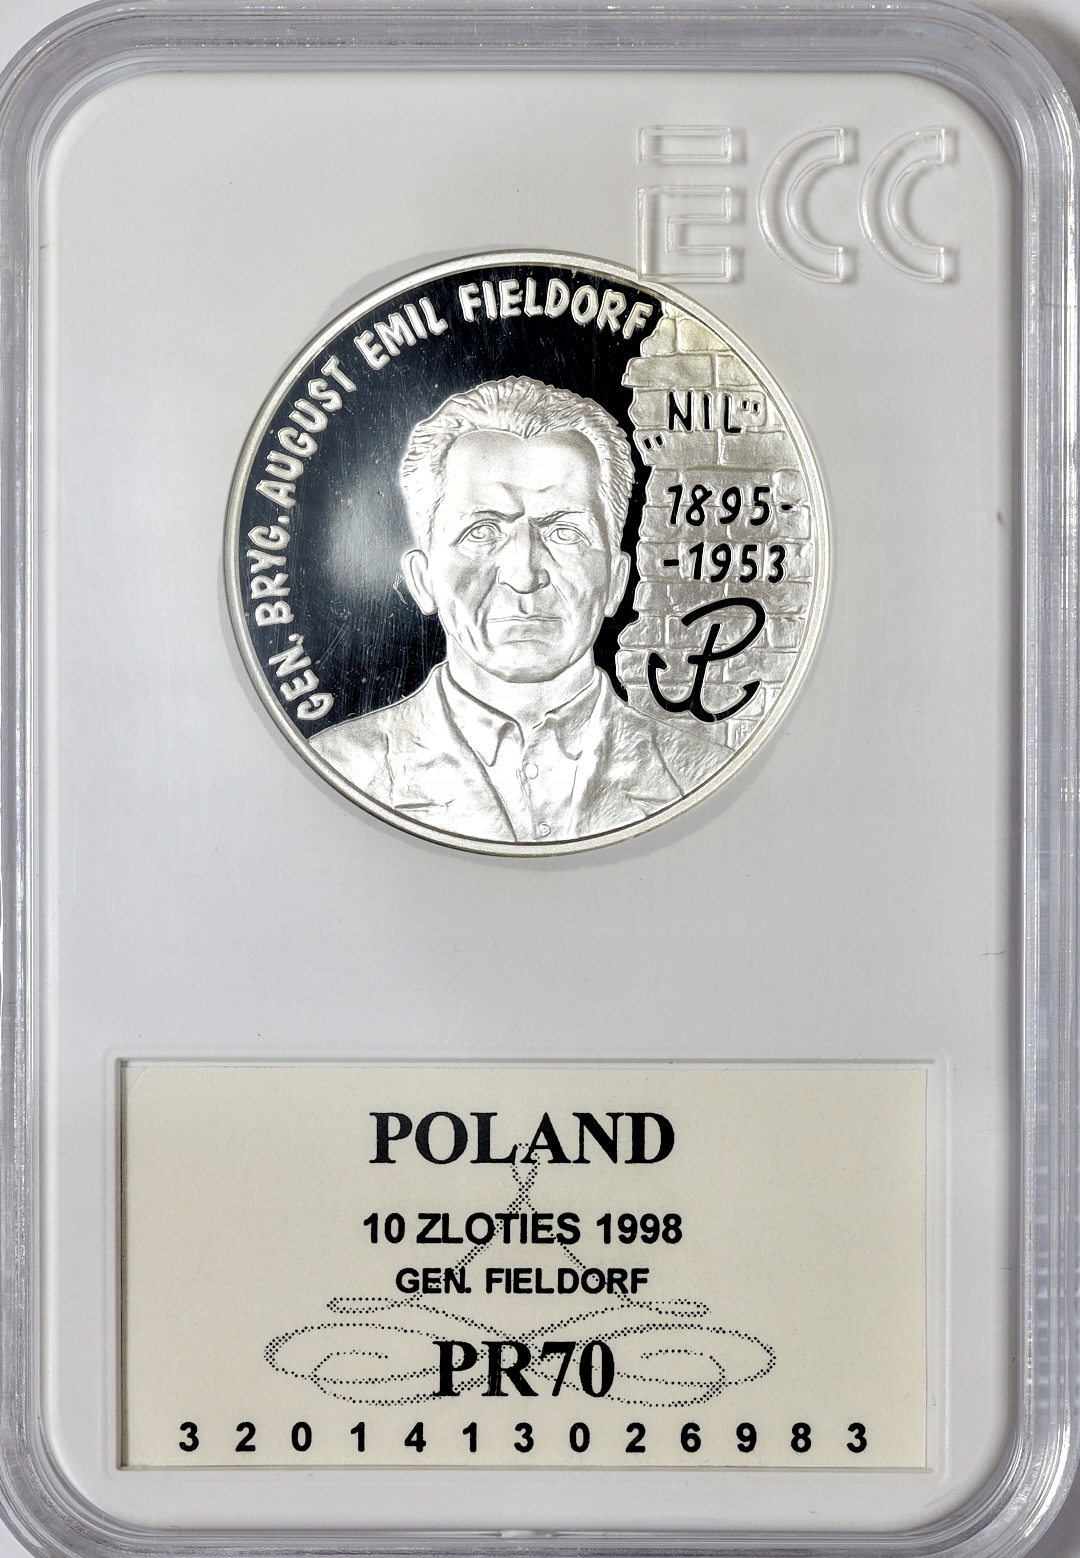 ECC
GEN. BRYG. AUGUST EMIL FIELDORF
„NIL”
1895-
-1953
POLAND
10 ZLOTIES 1998
GEN. FIELDORF
PR70
3 2 0 1 4 1 3 0 2 6 9 8 3